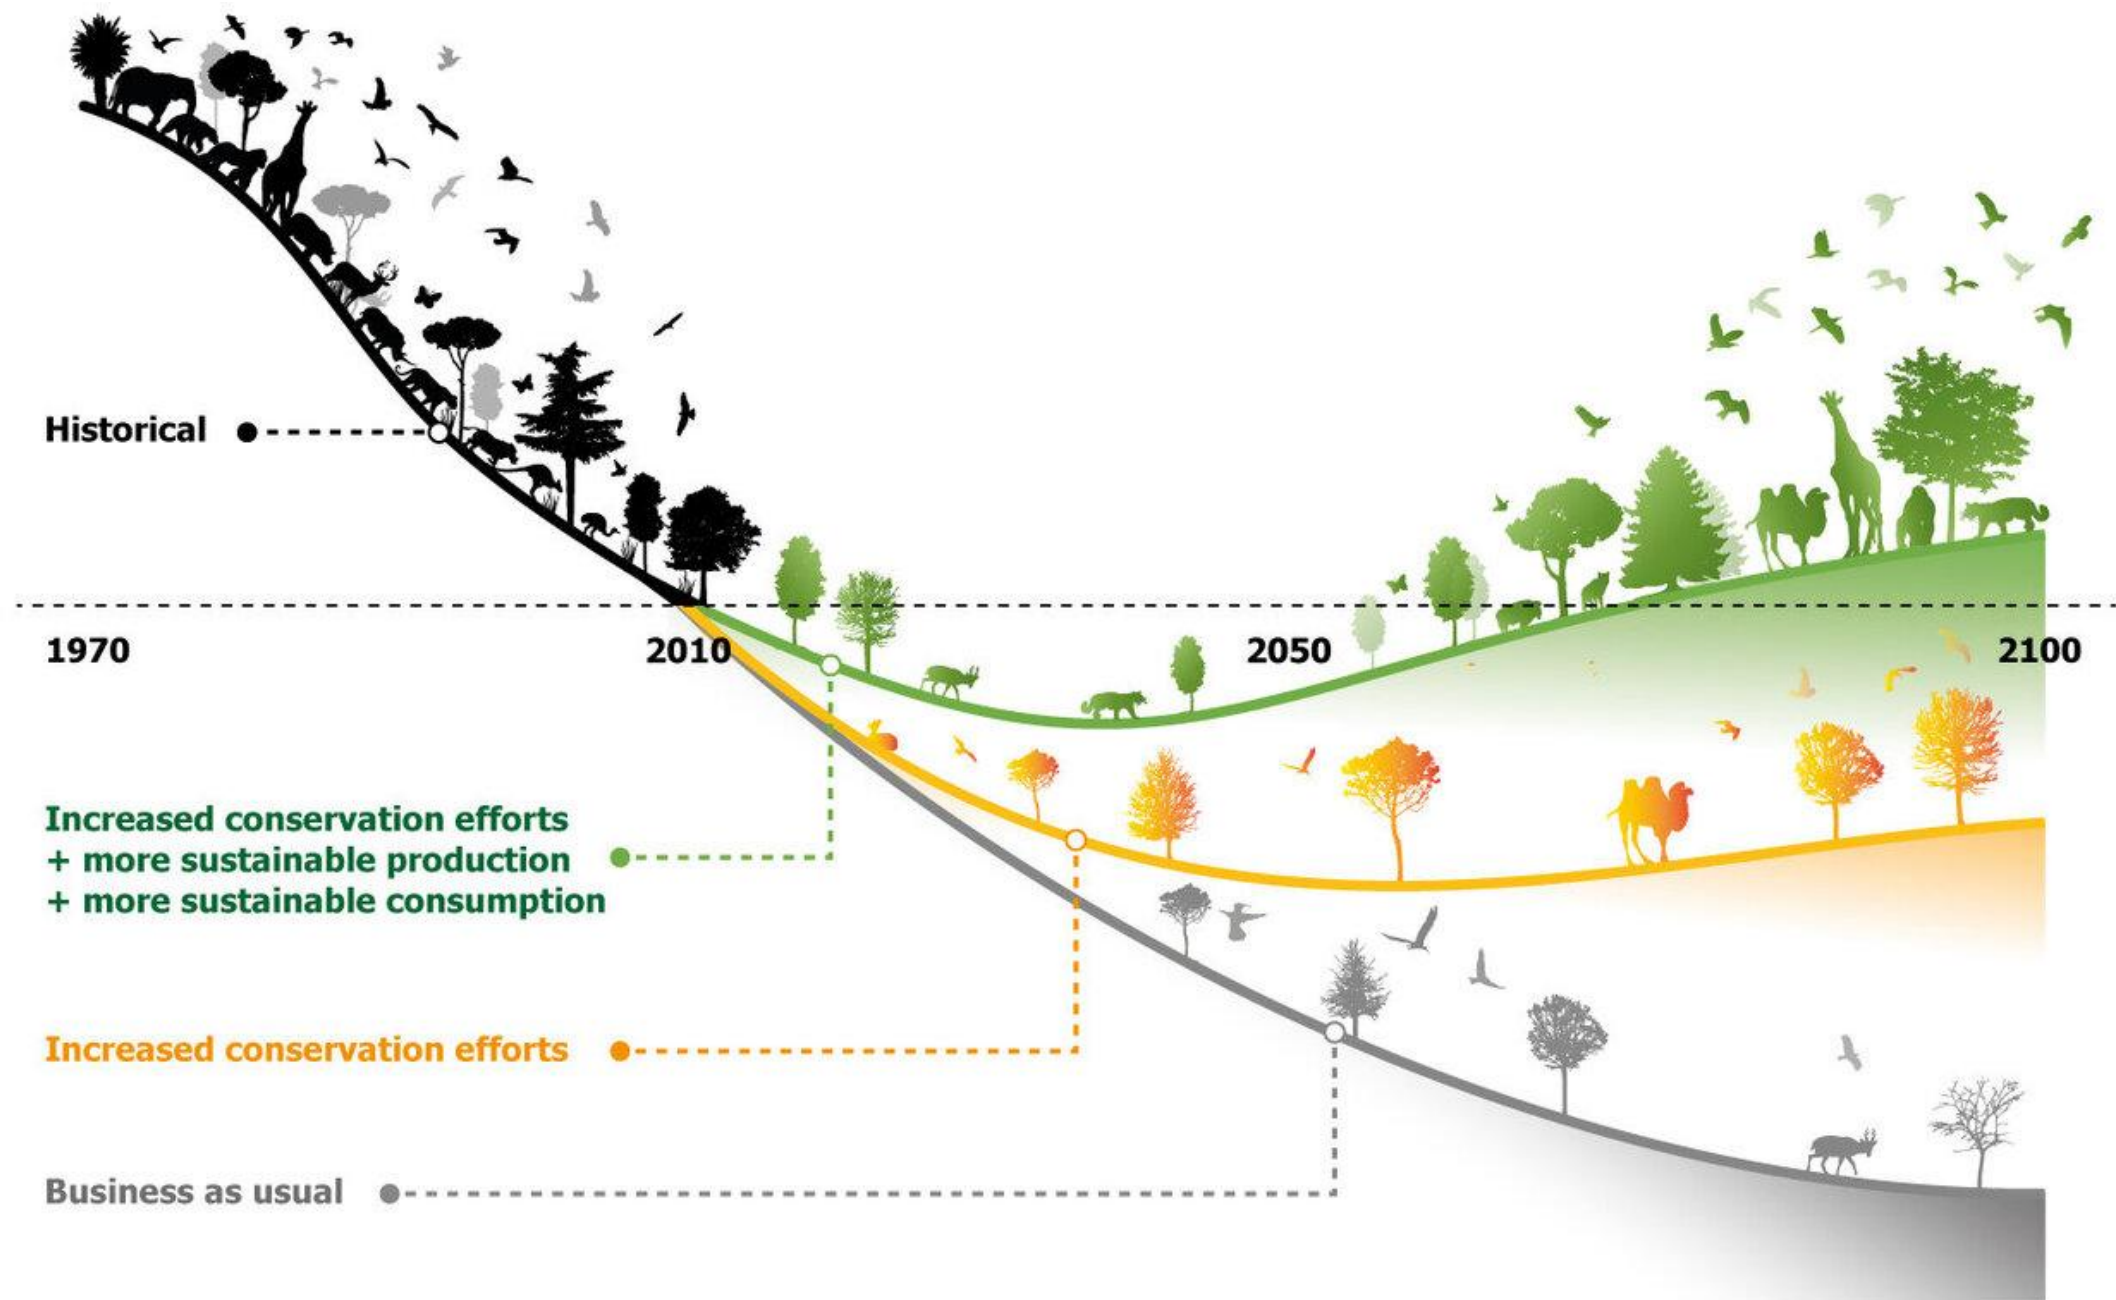 Historical
1970
2010
2050
2100
Increased conservation efforts
+ more sustainable production
+ more sustainable consumption
Increased conservation efforts
Business as usual